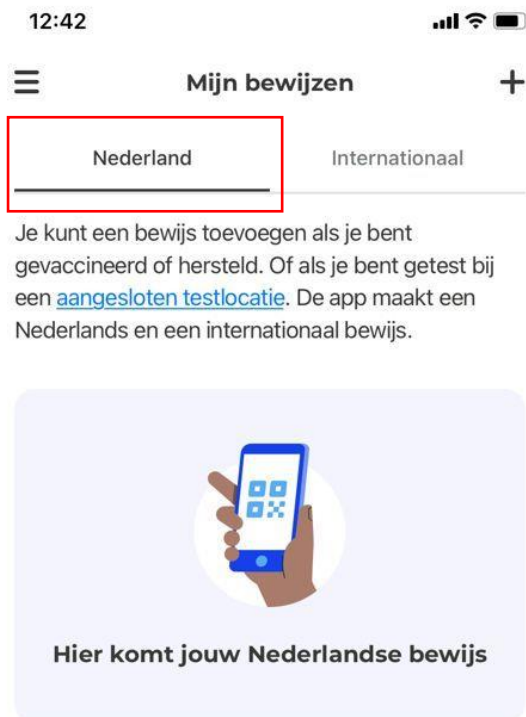 12:42
Mijn bewijzen
Nederland
Internationaal
Je kunt een bewijs toevoegen als je bent
gevaccineerd of hersteld. Of als je bent getest bij
een aangesloten testlocatie. De app maakt een
Nederlands en een internationaal bewijs.
Hier komt jouw Nederlandse bewijs